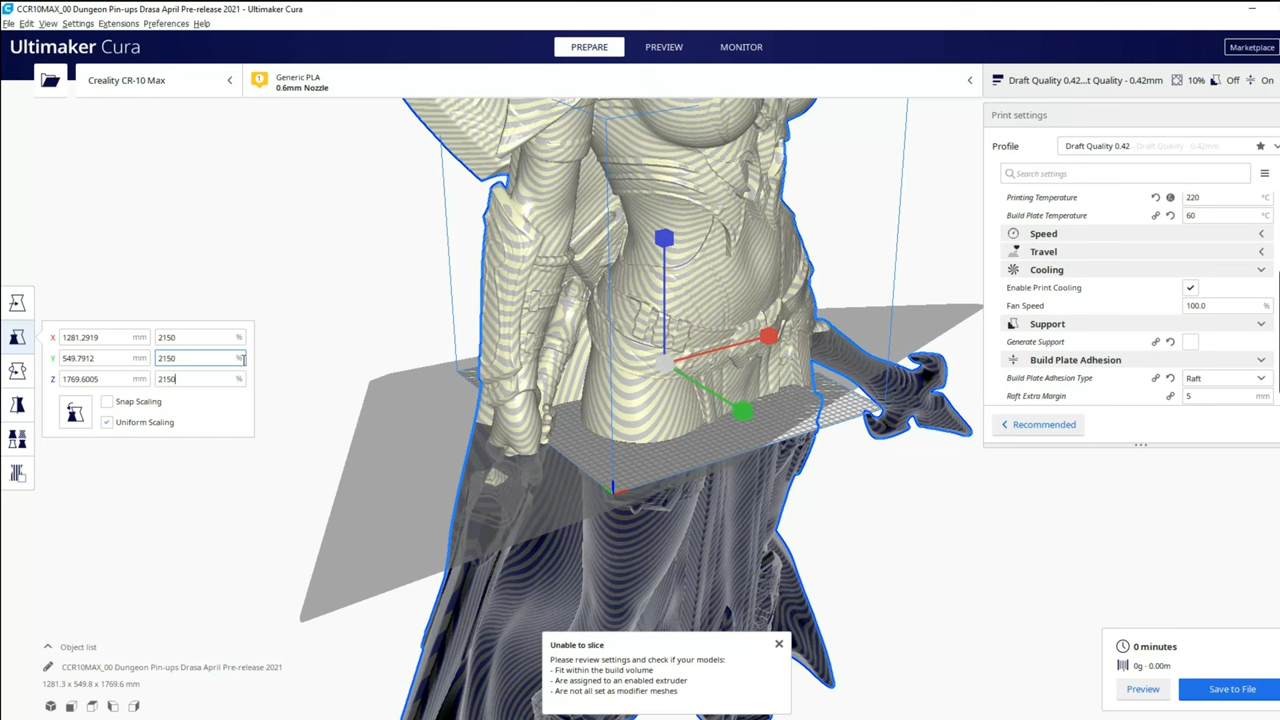 CCR10MAX_00 Dungeon Pin-ups Drasa April Pre-release 2021 - Ultimaker Cura
File Edit View Settings Extensions Preferences Help
Ultimaker Cura
PREPARE
PREVIEW
MONITOR
Marketplace
Creality CR-10 Max
1
Generic PLA
0.6mm Nozzle
Draft Quality 0.42...t Quality - 0.42mm
10%
Off
On
Print settings
Profile
Draft Quality 0.42 - Draft Quality - 0.42mm
Search settings
Printing Temperature
220 °C
Build Plate Temperature
60 °C
Speed
Travel
Cooling
Enable Print Cooling
Fan Speed
100.0 %
Support
Generate Support
Build Plate Adhesion
Build Plate Adhesion Type
Raft
Raft Extra Margin
5 mm
Recommended
X 1281.2919 mm 2150 %
Y 549.7912 mm 2150 %
Z 1769.6005 mm 2150 %
Snap Scaling
Uniform Scaling
Object list
CCR10MAX_00 Dungeon Pin-ups Drasa April Pre-release 2021
1281.3 x 549.8 x 1769.6 mm
Unable to slice
Please review settings and check if your models:
- Fit within the build volume
- Are assigned to an enabled extruder
- Are not all set as modifier meshes
0 minutes
0g · 0.00m
Preview
Save to File